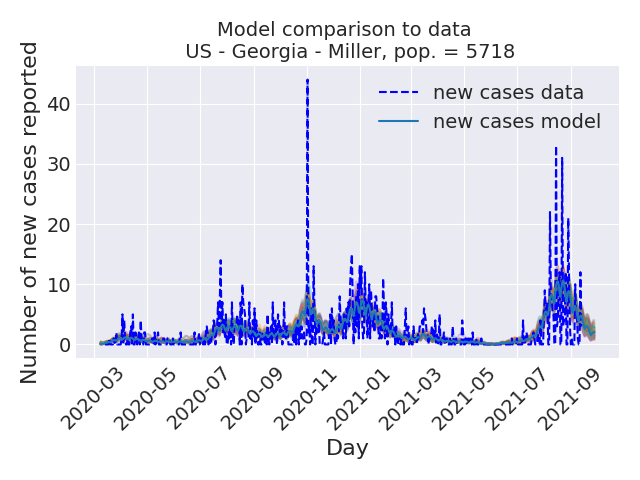 Model comparison to data
US - Georgia - Miller, pop. = 5718
new cases data
new cases model
Number of new cases reported
40
30
20
10
0
2020-03
2020-05
2020-07
2020-09
2020-11
2021-01
2021-03
2021-05
2021-07
2021-09
Day